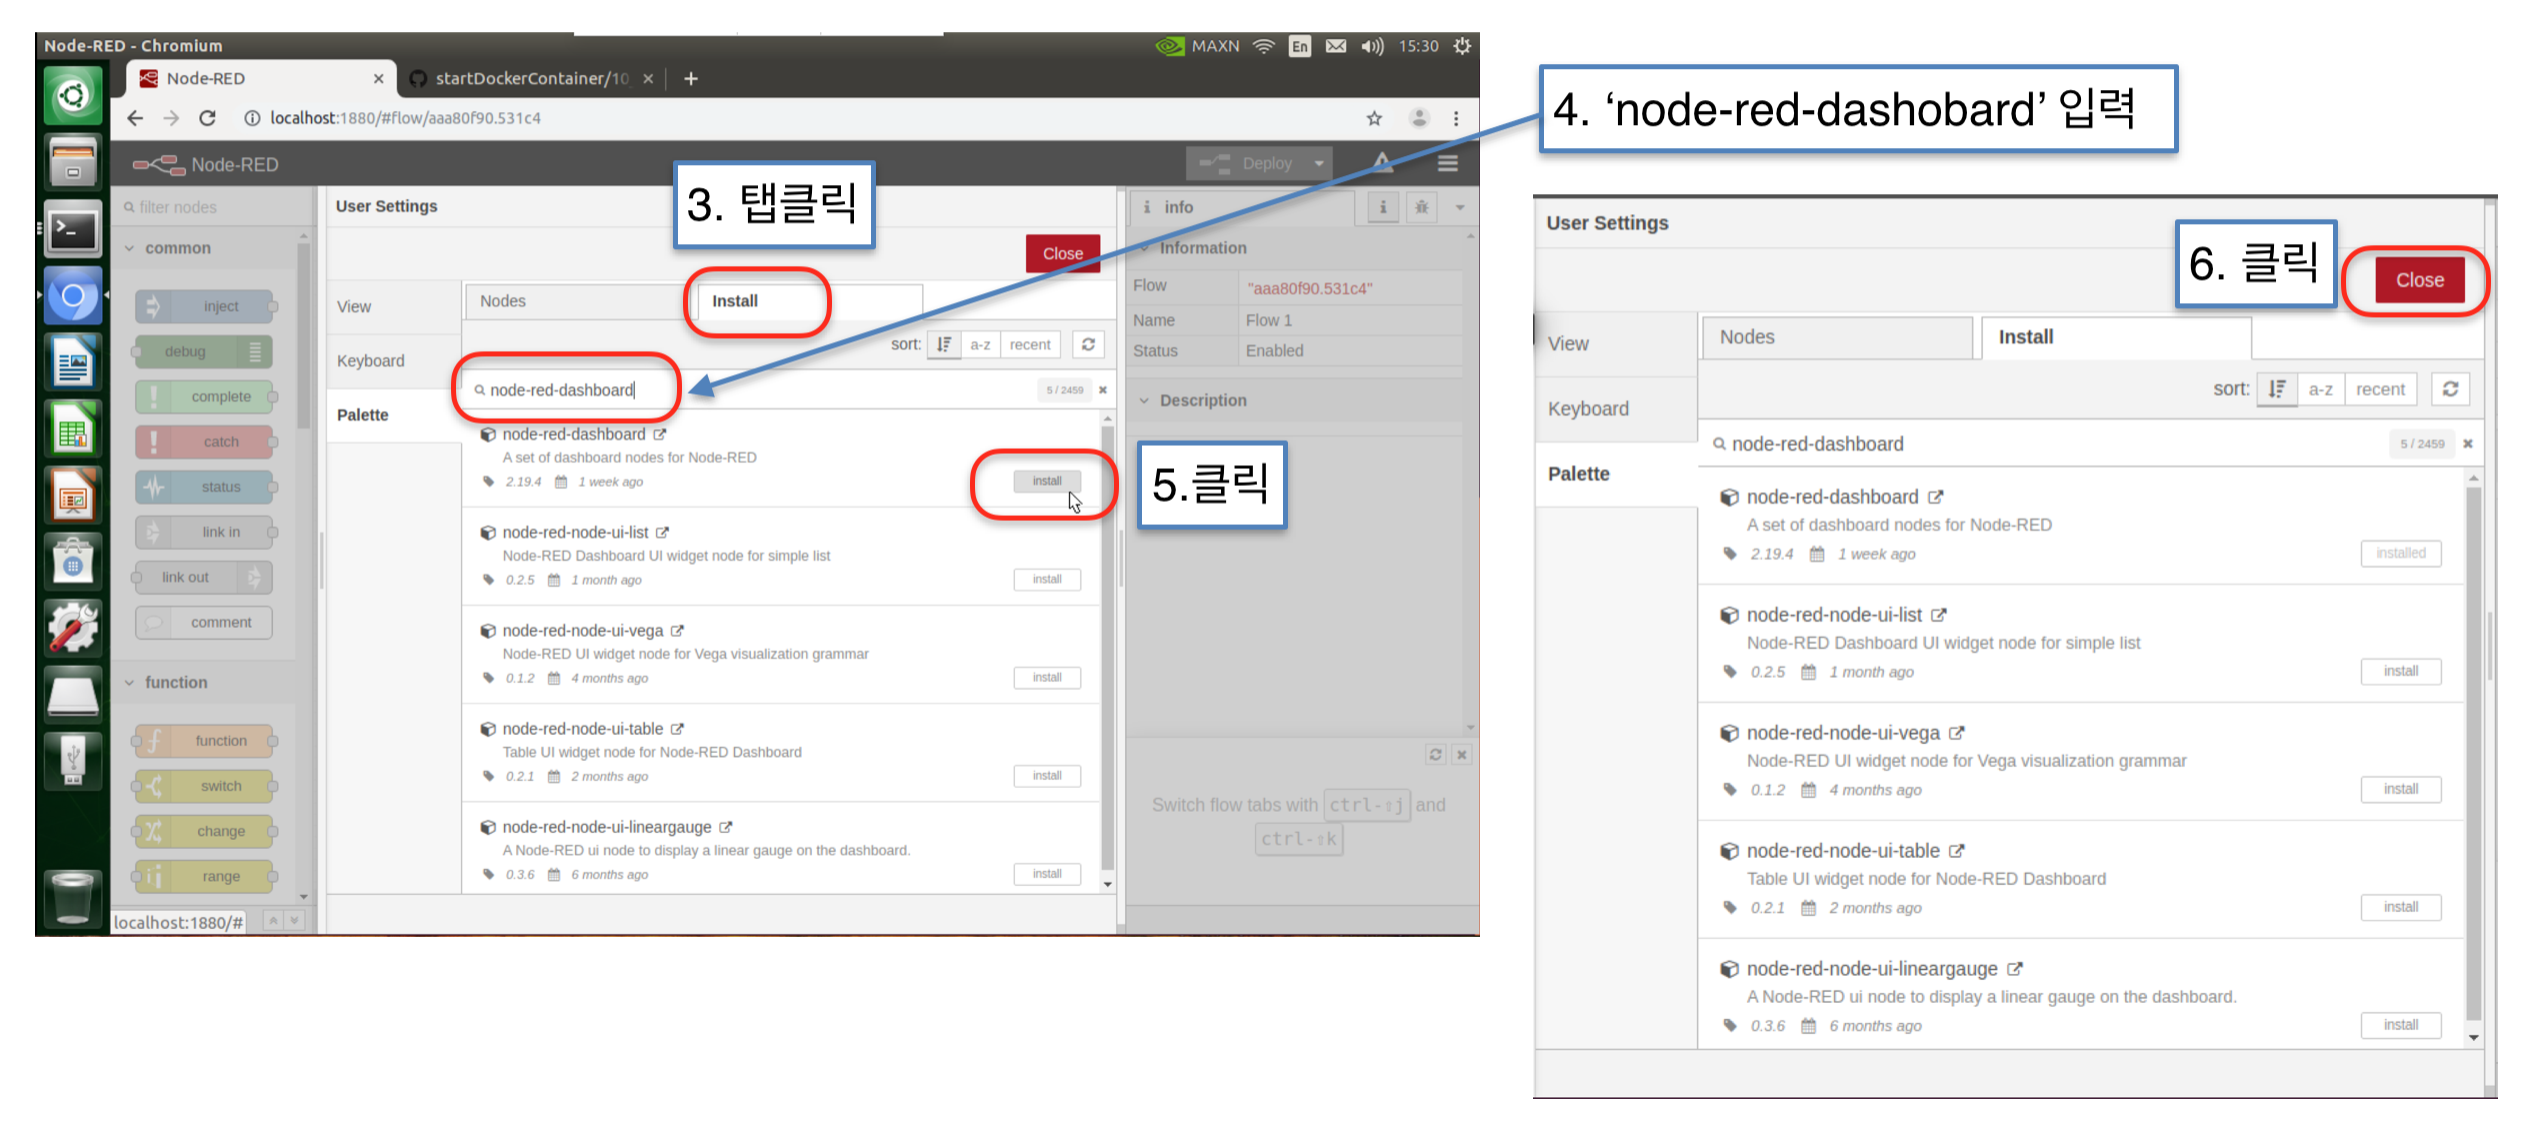 Node-RED - Chromium
MAXN
En
15:30
Node-RED
startDockerContainer/10
localhost:1880/#flow/aaa80f90.531c4
Node-RED
Deploy
3. 탭클릭
4. ‘node-red-dashobard’ 입력
filter nodes
common
inject
debug
complete
catch
status
link in
link out
comment
function
function
switch
change
range
localhost:1880/#
User Settings
Close
View
Keyboard
Palette
Nodes
Install
sort:
a-z
recent
node-red-dashboard
5 / 2459
node-red-dashboard
A set of dashboard nodes for Node-RED
2.19.4
1 week ago
install
5.클릭
node-red-node-ui-list
Node-RED Dashboard UI widget node for simple list
0.2.5
1 month ago
install
node-red-node-ui-vega
Node-RED UI widget node for Vega visualization grammar
0.1.2
4 months ago
install
node-red-node-ui-table
Table UI widget node for Node-RED Dashboard
0.2.1
2 months ago
install
node-red-node-ui-lineargauge
A Node-RED ui node to display a linear gauge on the dashboard.
0.3.6
6 months ago
install
info
Information
Flow
"aaa80f90.531c4"
Name
Flow 1
Status
Enabled
Description
Switch flow tabs with ctrl-⇧j and
ctrl-⇧k
User Settings
6. 클릭
Close
View
Keyboard
Palette
Nodes
Install
sort:
a-z
recent
node-red-dashboard
5 / 2459
node-red-dashboard
A set of dashboard nodes for Node-RED
2.19.4
1 week ago
installed
node-red-node-ui-list
Node-RED Dashboard UI widget node for simple list
0.2.5
1 month ago
install
node-red-node-ui-vega
Node-RED UI widget node for Vega visualization grammar
0.1.2
4 months ago
install
node-red-node-ui-table
Table UI widget node for Node-RED Dashboard
0.2.1
2 months ago
install
node-red-node-ui-lineargauge
A Node-RED ui node to display a linear gauge on the dashboard.
0.3.6
6 months ago
install